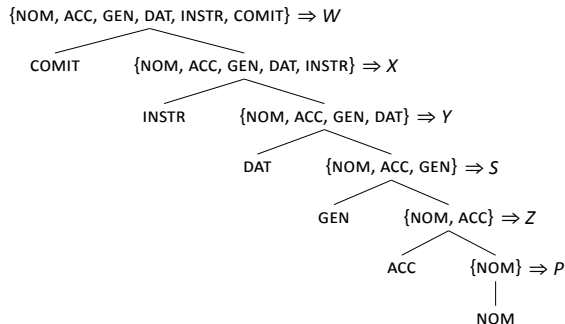 {NOM, ACC, GEN, DAT, INSTR, COMIT} ⇒ W
COMIT {NOM, ACC, GEN, DAT, INSTR} ⇒ X
INSTR {NOM, ACC, GEN, DAT} ⇒ Y
DAT {NOM, ACC, GEN} ⇒ S
GEN {NOM, ACC} ⇒ Z
ACC {NOM} ⇒ P
NOM